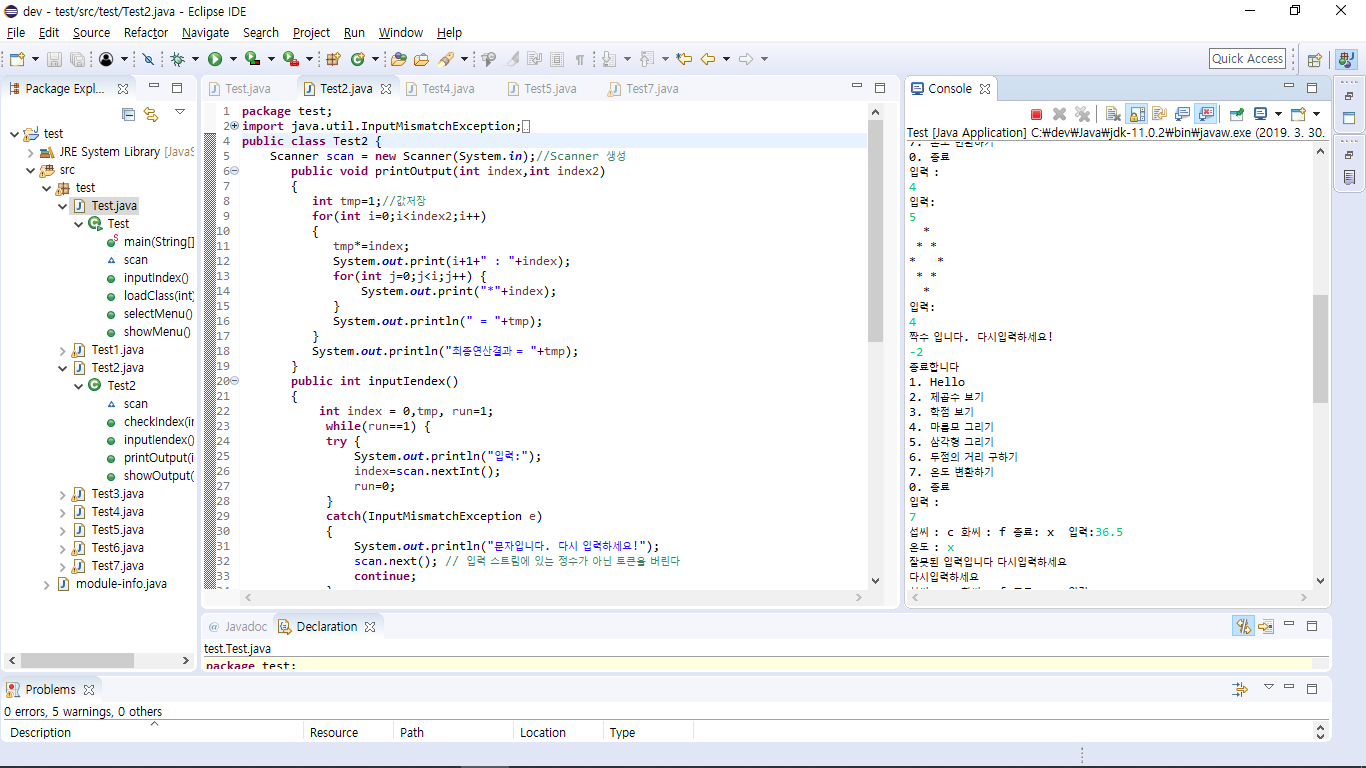 dev - test/src/test/Test2.java - Eclipse IDE
File Edit Source Refactor Navigate Search Project Run Window Help
Quick Access
Package Expl...
test
JRE System Library [JavaS
src
test
Test.java
Test
main(String[]
scan
inputIndex()
loadClass(int
selectMenu()
showMenu()
Test1.java
Test2.java
Test2
scan
checkIndex(in
inputIendex()
printOutput(i
showOutput(
Test3.java
Test4.java
Test5.java
Test6.java
Test7.java
module-info.java
Test.java Test2.java Test4.java Test5.java Test7.java
1 package test;
2 import java.util.InputMismatchException;
4 public class Test2 {
5 Scanner scan = new Scanner(System.in);//Scanner 생성
6 public void printOutput(int index,int index2)
7 {
8 int tmp=1;//값저장
9 for(int i=0;i<index2;i++)
10 {
11 tmp*=index;
12 System.out.print(i+1+" : "+index);
13 for(int j=0;j<i;j++) {
14 System.out.print("*"+index);
15 }
16 System.out.println(" = "+tmp);
17 }
18 System.out.println("최종연산결과 = "+tmp);
19 }
20 public int inputIendex()
21 {
22 int index = 0,tmp, run=1;
23 while(run==1) {
24 try {
25 System.out.println("입력:");
26 index=scan.nextInt();
27 run=0;
28 }
29 catch(InputMismatchException e)
30 {
31 System.out.println("문자입니다. 다시 입력하세요!");
32 scan.next(); // 입력 스트림에 있는 정수가 아닌 토큰을 버린다
33 continue;
Console
Test [Java Application] C:₩dev₩Java₩jdk-11.0.2₩bin₩javaw.exe (2019. 3. 30.
7. 온도 변환하기
0. 종료
입력 :
4
입력:
5
*
* *
* *
* *
*
입력:
4
짝수 입니다. 다시입력하세요!
-2
종료합니다
1. Hello
2. 제곱수 보기
3. 학점 보기
4. 마름모 그리기
5. 삼각형 그리기
6. 두점의 거리 구하기
7. 온도 변환하기
0. 종료
입력 :
7
섭씨 : c 화씨 : f 종료: x 입력:36.5
온도 : x
잘못된 입력입니다 다시입력하세요
다시입력하세요
@ Javadoc Declaration
test.Test.java
package test;
Problems
0 errors, 5 warnings, 0 others
Description Resource Path Location Type